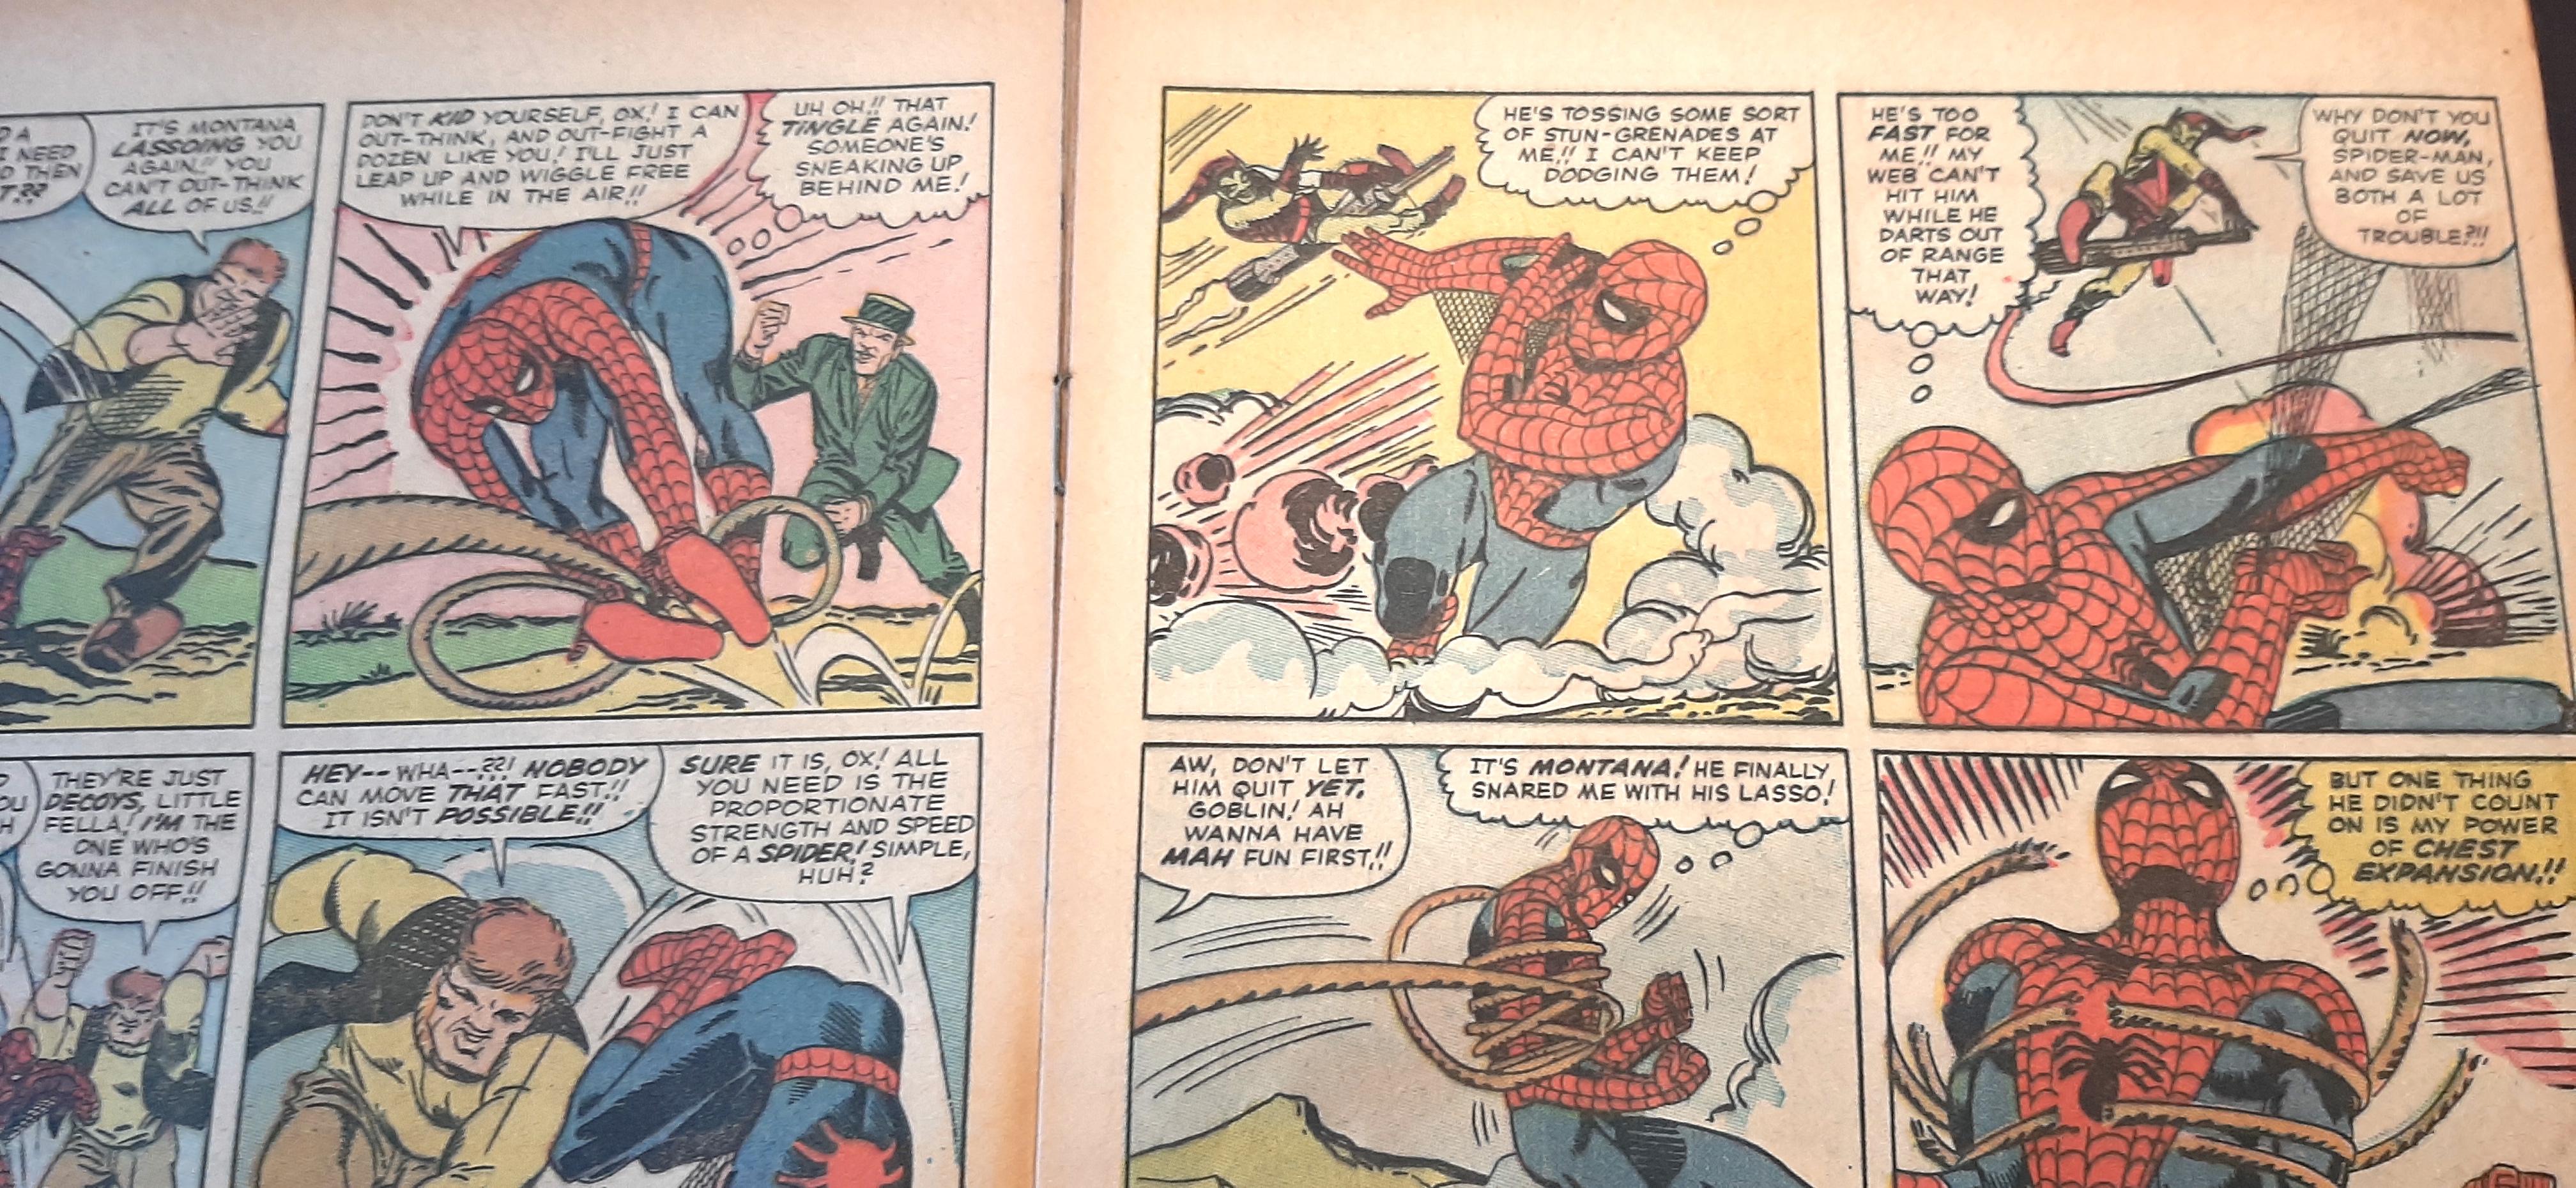 D A
I NEED
D THEN
T??
IT'S MONTANA
LASSOING YOU
AGAIN!! YOU
CAN'T OUT-THINK
ALL OF US!!
DON'T KID YOURSELF, OX! I CAN
OUT-THINK, AND OUT-FIGHT A
DOZEN LIKE YOU! I'LL JUST
LEAP UP AND WIGGLE FREE
WHILE IN THE AIR!!
UH OH!! THAT
TINGLE AGAIN!
SOMEONE'S
SNEAKING UP
BEHIND ME!
OU
H
THEY'RE JUST
DECOYS, LITTLE
FELLA! I'M THE
ONE WHO'S
GONNA FINISH
YOU OFF!!
HEY-- WHA--??! NOBODY
CAN MOVE THAT FAST!!
IT ISN'T POSSIBLE!!
SURE IT IS, OX! ALL
YOU NEED IS THE
PROPORTIONATE
STRENGTH AND SPEED
OF A SPIDER! SIMPLE,
HUH?
HE'S TOSSING SOME SORT
OF STUN-GRENADES AT
ME!! I CAN'T KEEP
DODGING THEM!
HE'S TOO
FAST FOR
ME!! MY
WEB CAN'T
HIT HIM
WHILE HE
DARTS OUT
OF RANGE
THAT
WAY!
WHY DON'T YOU
QUIT NOW,
SPIDER-MAN,
AND SAVE US
BOTH A LOT
OF
TROUBLE?!!
AW, DON'T LET
HIM QUIT YET,
GOBLIN! AH
WANNA HAVE
MAH FUN FIRST!!
IT'S MONTANA! HE FINALLY
SNARED ME WITH HIS LASSO!
BUT ONE THING
HE DIDN'T COUNT
ON IS MY POWER
OF CHEST
EXPANSION!!